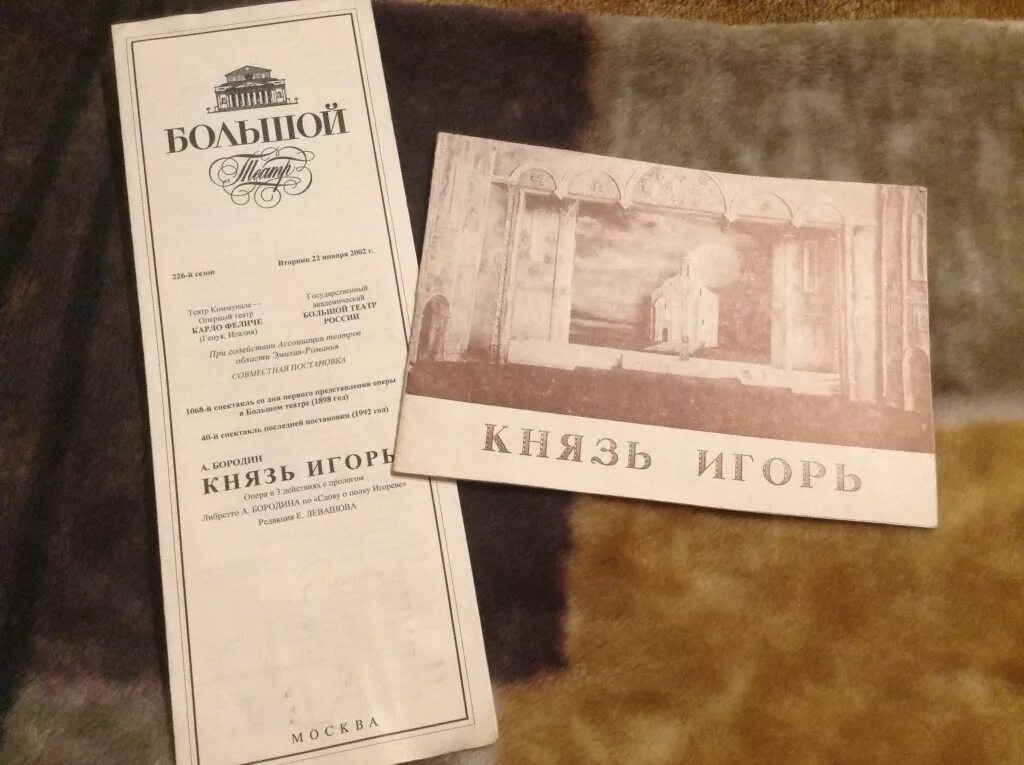 БОЛЬШОЙ
Театр
226-й сезон
Вторник 22 января 2002 г.
Театр Коммунале —
Оперный театр
КАРЛО ФЕЛИЧЕ
(Генуя, Италия)
Государственный
академический
БОЛЬШОЙ ТЕАТР
РОССИИ
При содействии Ассоциации театров
области Эмилия-Романья
СОВМЕСТНАЯ ПОСТАНОВКА
1068-й спектакль со дня первого представления оперы
в Большом театре (1898 год)
40-й спектакль последней постановки (1992 год)
А. БОРОДИН
КНЯЗЬ ИГОРЬ
Опера в 3 действиях с прологом
Либретто А. БОРОДИНА по «Слову о полку Игореве»
Редакция Е. ЛЕВАШОВА
МОСКВА
КНЯЗЬ ИГОРЬ